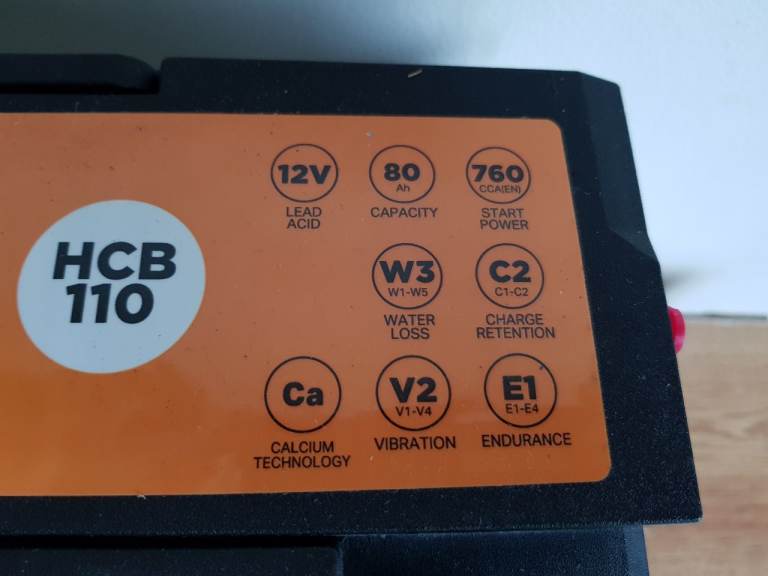 HCB
110
12V
LEAD
ACID
80
Ah
CAPACITY
760
CCA(EN)
START
POWER
W3
W1-W5
WATER
LOSS
C2
C1-C2
CHARGE
RETENTION
Ca
CALCIUM
TECHNOLOGY
V2
V1-V4
VIBRATION
E1
E1-E4
ENDURANCE